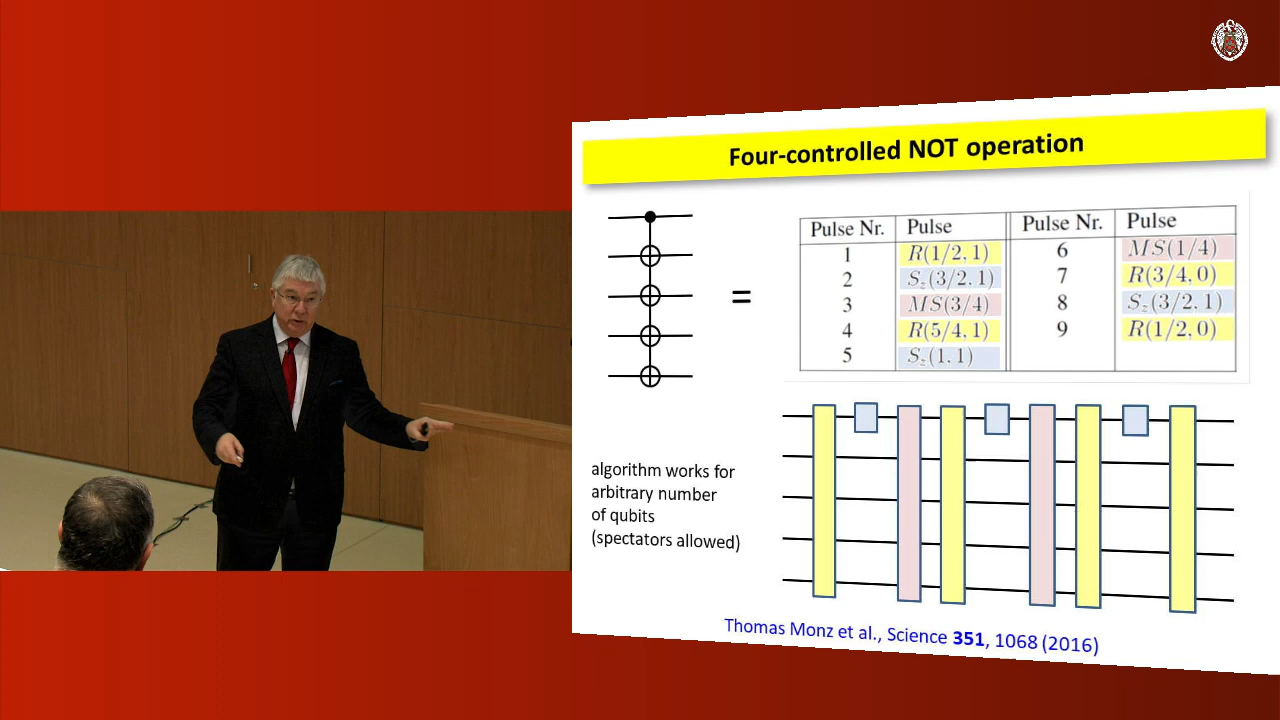 Four-controlled NOT operation
=
Pulse Nr. Pulse Pulse Nr. Pulse
1 R(1/2, 1) 6 MS(1/4)
2 S_z(3/2, 1) 7 R(3/4, 0)
3 MS(3/4) 8 S_z(3/2, 1)
4 R(5/4, 1) 9 R(1/2, 0)
5 S_z(1, 1)
algorithm works for
arbitrary number
of qubits
(spectators allowed)
Thomas Monz et al., Science 351, 1068 (2016)